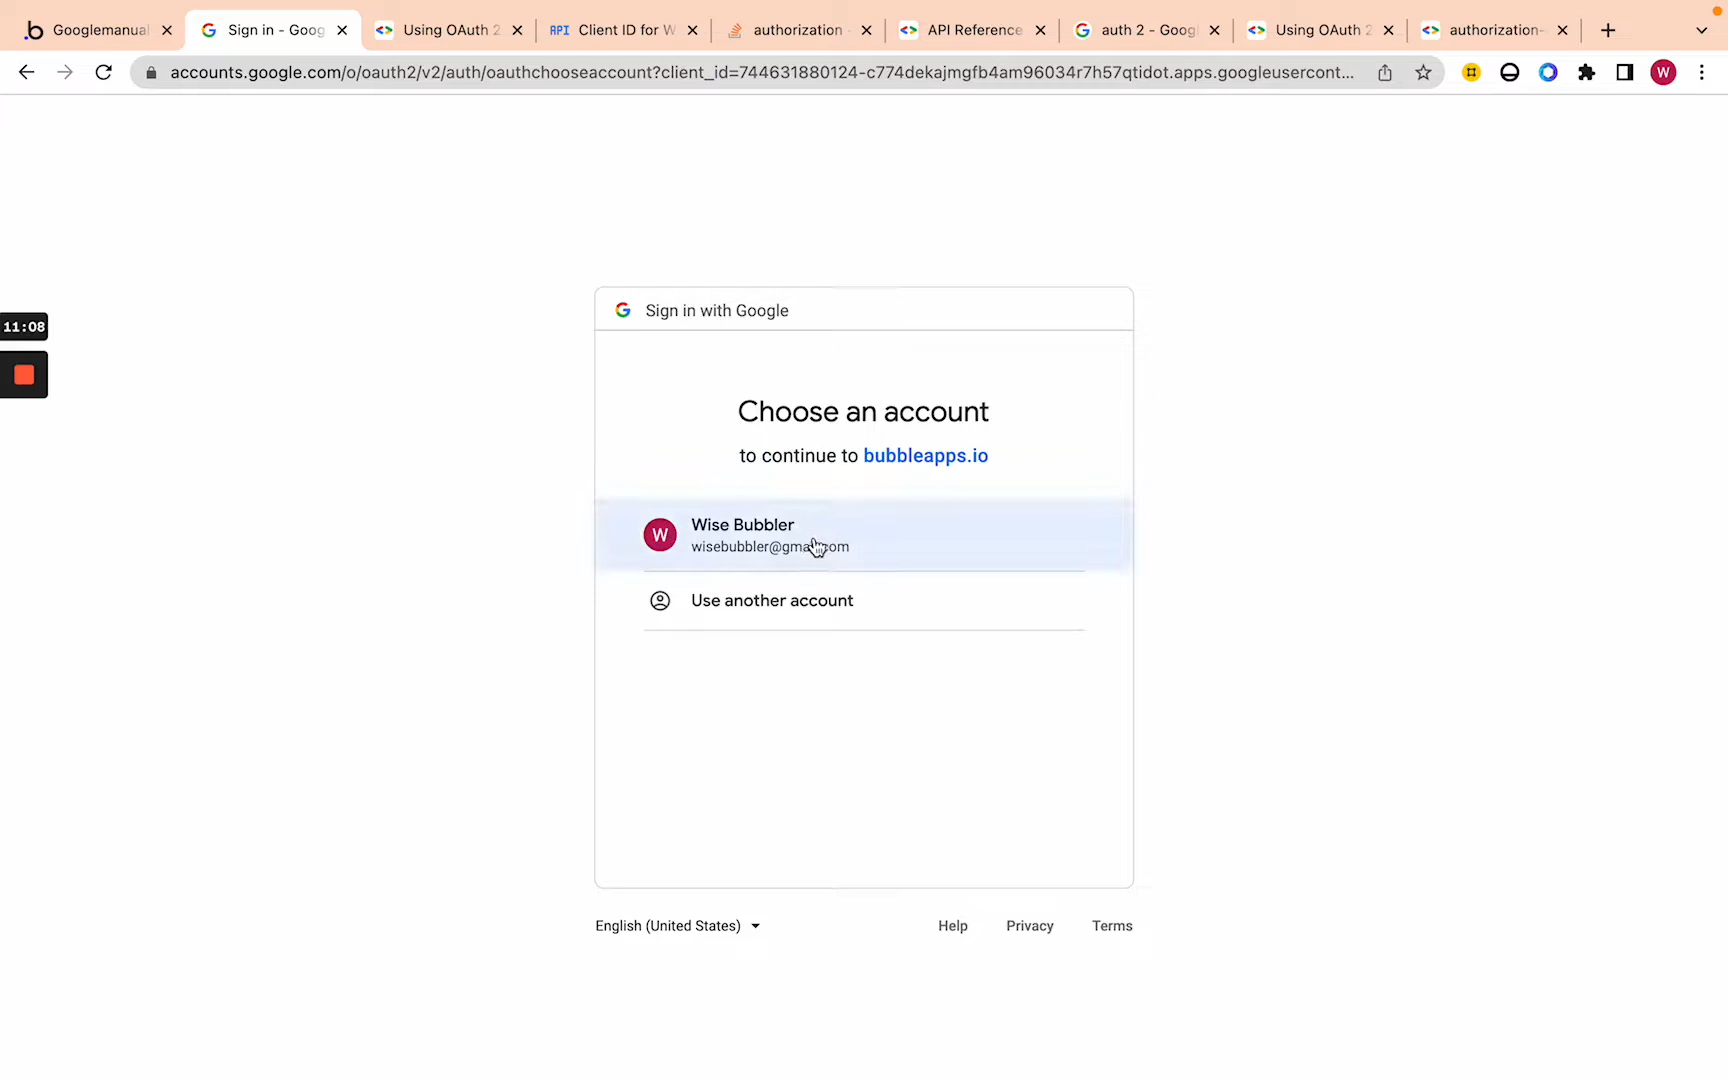 Googlemanual
Sign in - Goog
Using OAuth 2
API Client ID for W
authorization
API Reference
auth 2 - Googl
Using OAuth 2
authorization-
accounts.google.com/o/oauth2/v2/auth/oauthchooseaccount?client_id=744631880124-c774dekajmgfb4am96034r7h57qtidot.apps.googleusercont...
W
11:08
Sign in with Google
Choose an account
to continue to bubbleapps.io
W
Wise Bubbler
Use another account
English (United States)
Help
Privacy
Terms